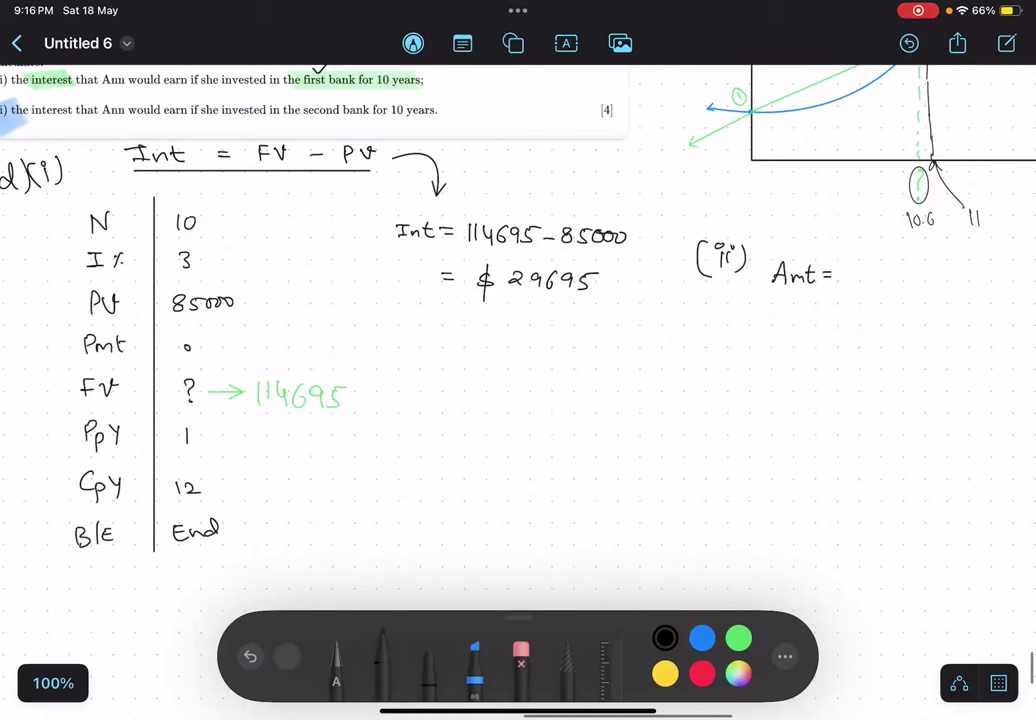 9:16 PM Sat 18 May
66%
Untitled 6
i) the interest that Ann would earn if she invested in the first bank for 10 years;
i) the interest that Ann would earn if she invested in the second bank for 10 years. [4]
d)(i)
Int = FV - PV
N 10
I % 3
PV 85000
Pmt 0
FV ? → 114695
PpY 1
CpY 12
B/E End
Int = 114695 - 85000
= $ 29695
(ii) Amt =
①
?
10.6
11
A
80
100%